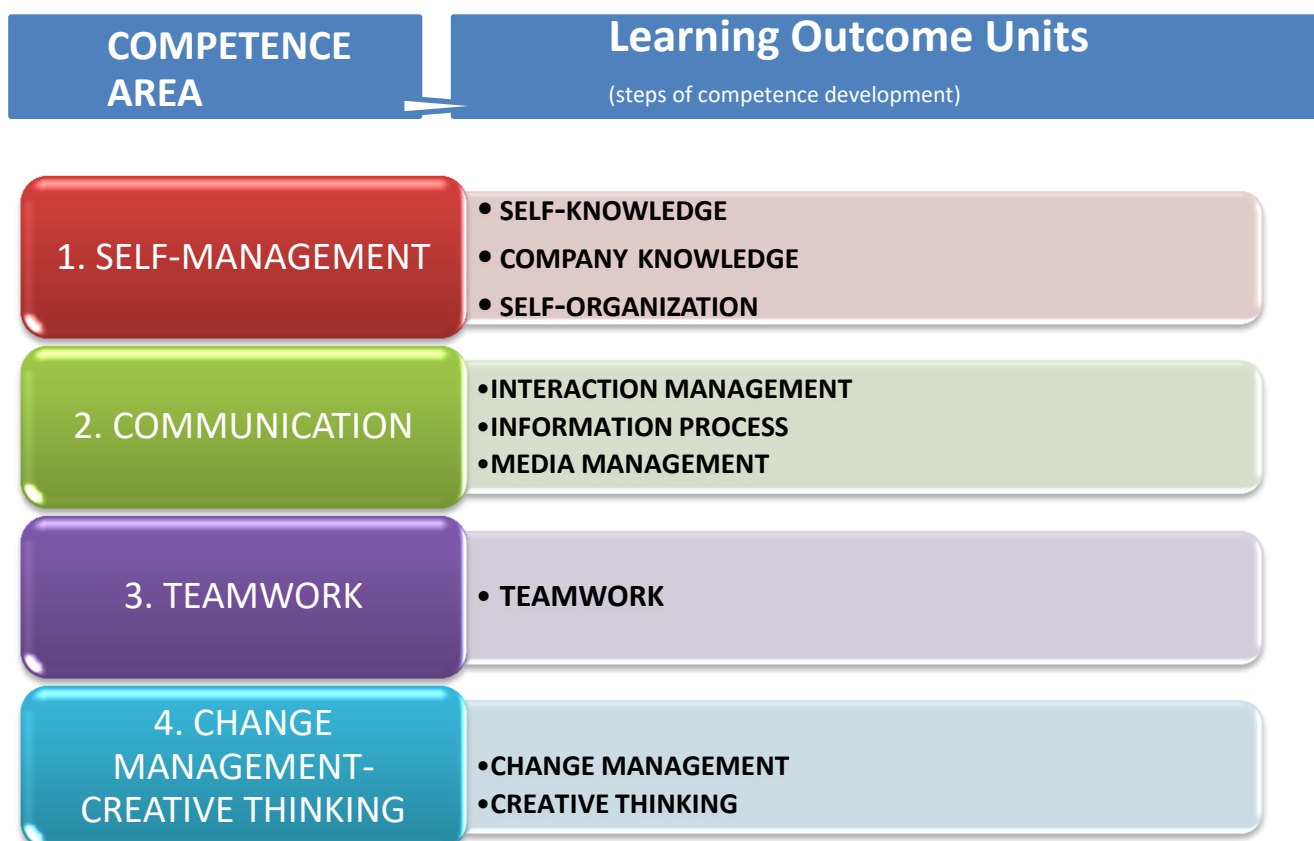 COMPETENCE
AREA
Learning Outcome Units
(steps of competence development)
1. SELF-MANAGEMENT
• SELF-KNOWLEDGE
• COMPANY KNOWLEDGE
• SELF-ORGANIZATION
2. COMMUNICATION
•INTERACTION MANAGEMENT
•INFORMATION PROCESS
•MEDIA MANAGEMENT
3. TEAMWORK
• TEAMWORK
4. CHANGE
MANAGEMENT-
CREATIVE THINKING
•CHANGE MANAGEMENT
•CREATIVE THINKING